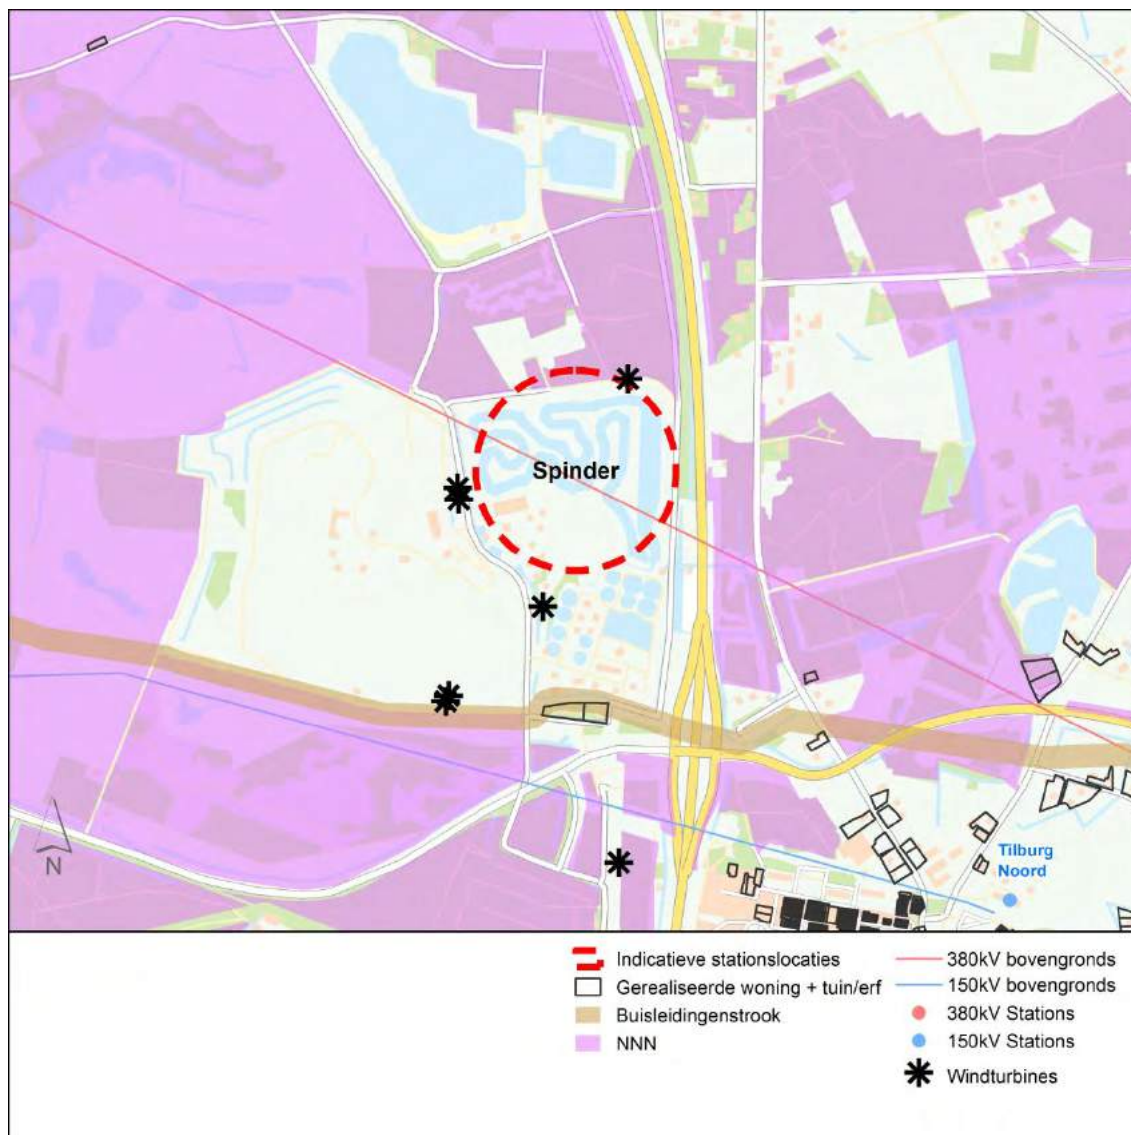 Spinder
Tilburg
Noord
N
Indicatieve stationslocaties
Gerealiseerde woning + tuin/erf
Buisleidingenstrook
NNN
380kV bovengronds
150kV bovengronds
380kV Stations
150kV Stations
Windturbines